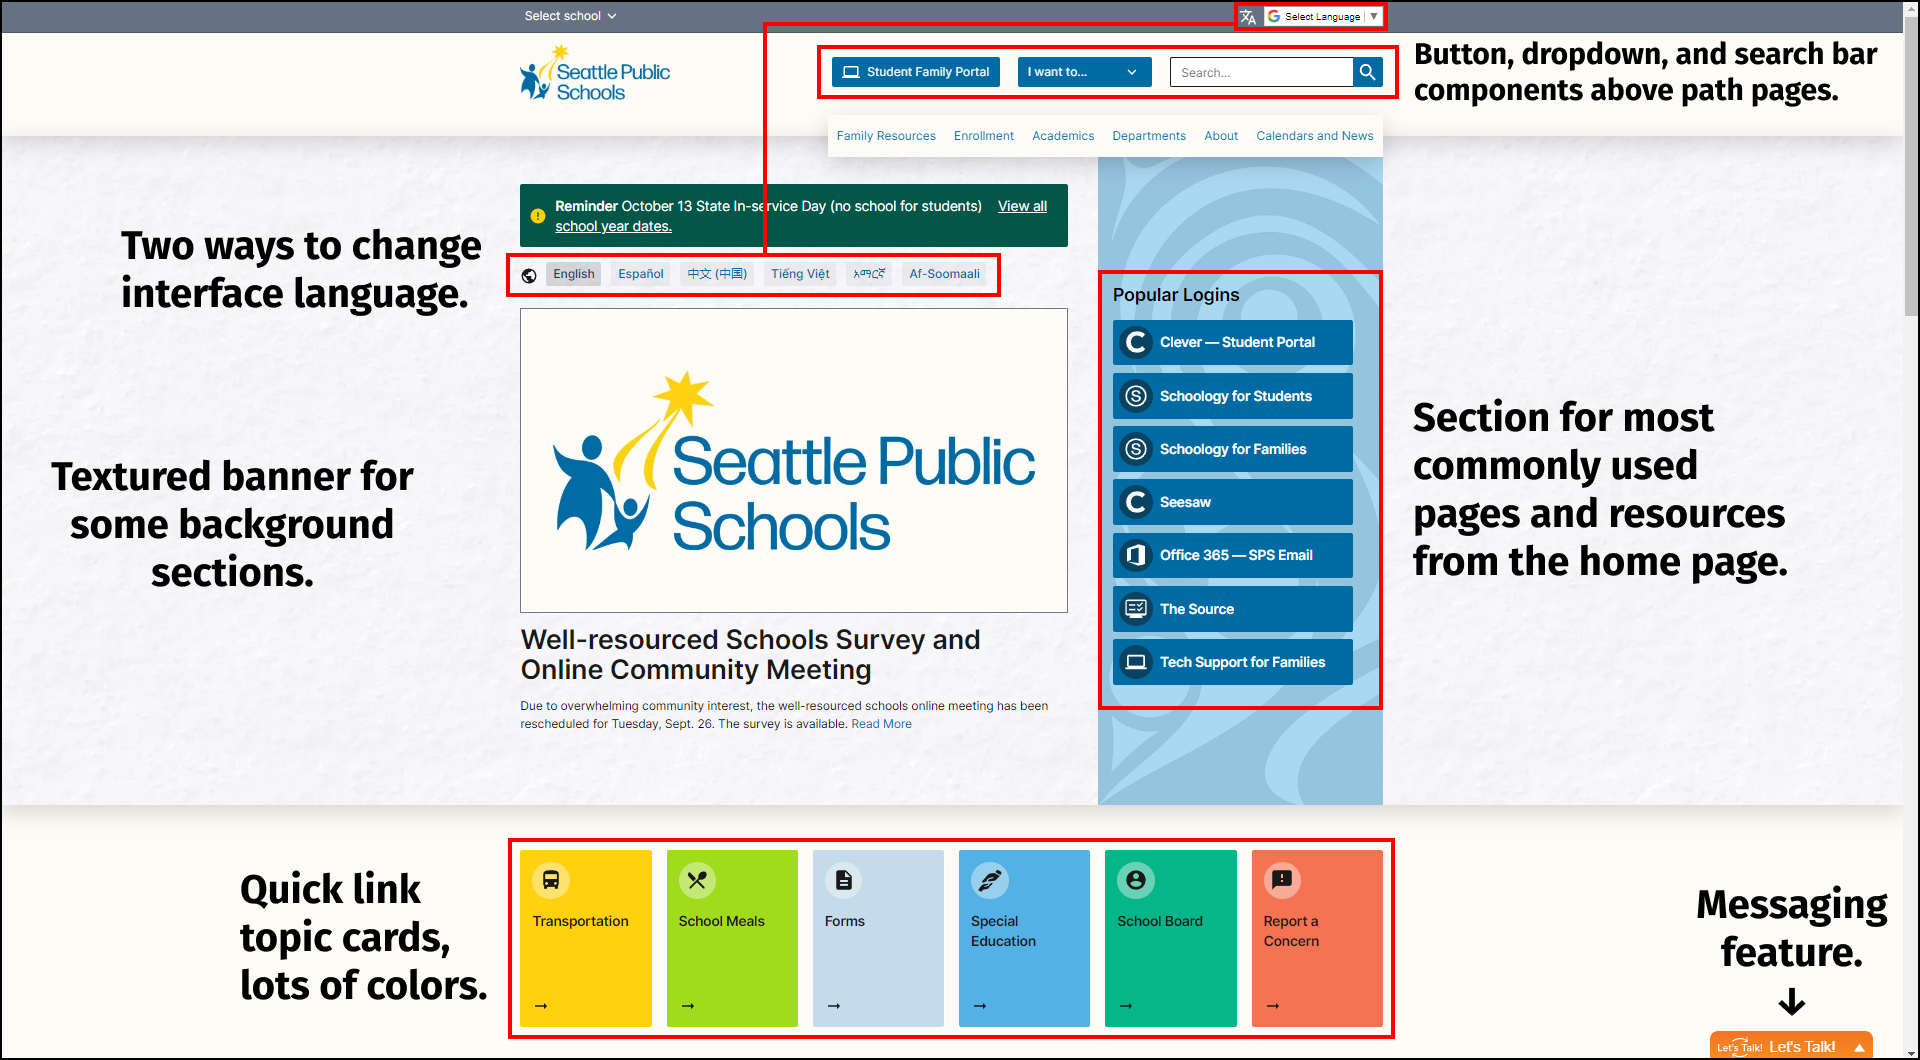 Select school
Select Language
Seattle Public
Schools
Student Family Portal
I want to...
Search...
Button, dropdown, and search bar
components above path pages.
Family Resources
Enrollment
Academics
Departments
About
Calendars and News
Reminder October 13 State In-service Day (no school for students) View all
school year dates.
Two ways to change
interface language.
English
Español
中文 (中国)
Tiếng Việt
አማርኛ
Af-Soomaali
Seattle Public
Schools
Textured banner for
some background
sections.
Popular Logins
Clever — Student Portal
Schoology for Students
Schoology for Families
Seesaw
Office 365 — SPS Email
The Source
Tech Support for Families
Section for most
commonly used
pages and resources
from the home page.
Well-resourced Schools Survey and
Online Community Meeting
Due to overwhelming community interest, the well-resourced schools online meeting has been
rescheduled for Tuesday, Sept. 26. The survey is available. Read More
Quick link
topic cards,
lots of colors.
Transportation
School Meals
Forms
Special
Education
School Board
Report a
Concern
Messaging
feature.
Let's Talk! Let's Talk!